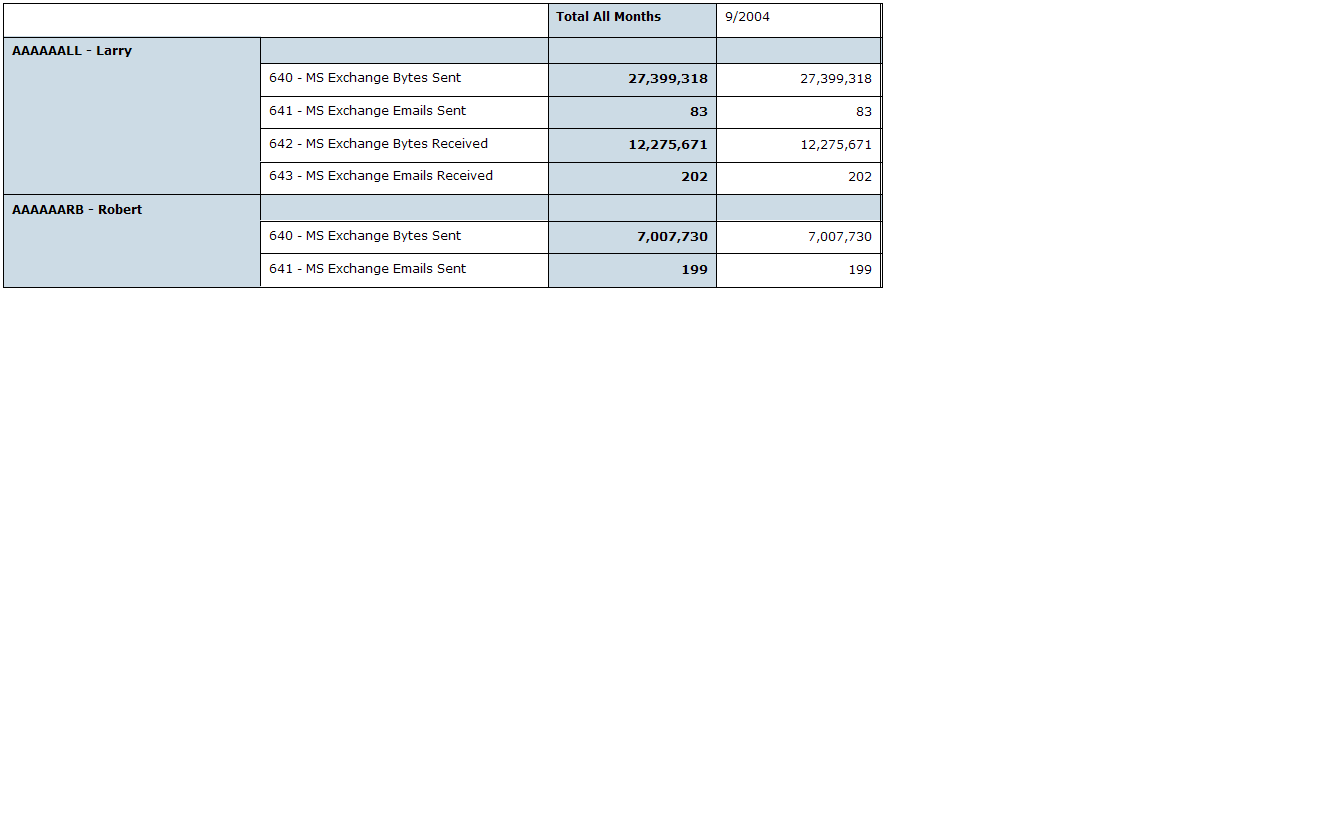 Total All Months 9/2004
AAAAAALL - Larry
640 - MS Exchange Bytes Sent 27,399,318 27,399,318
641 - MS Exchange Emails Sent 83 83
642 - MS Exchange Bytes Received 12,275,671 12,275,671
643 - MS Exchange Emails Received 202 202
AAAAAARB - Robert
640 - MS Exchange Bytes Sent 7,007,730 7,007,730
641 - MS Exchange Emails Sent 199 199